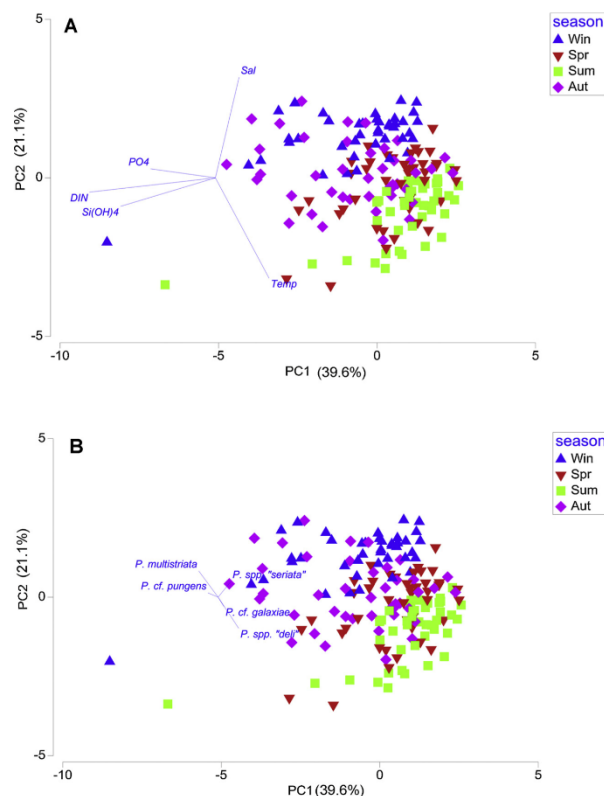 A
season
Win
Spr
Sum
Aut
5
Sal
PC2 (21.1%)
PO4
0
DIN
Si(OH)4
Temp
-5
-10
-5
0
5
PC1 (39.6%)
B
season
Win
Spr
Sum
Aut
5
PC2 (21.1%)
P. multistriata
P. spp. "seriata"
P. cf. pungens
0
P. cf. galaxiae
P. spp. "deli"
-5
-10
-5
0
5
PC1(39.6%)